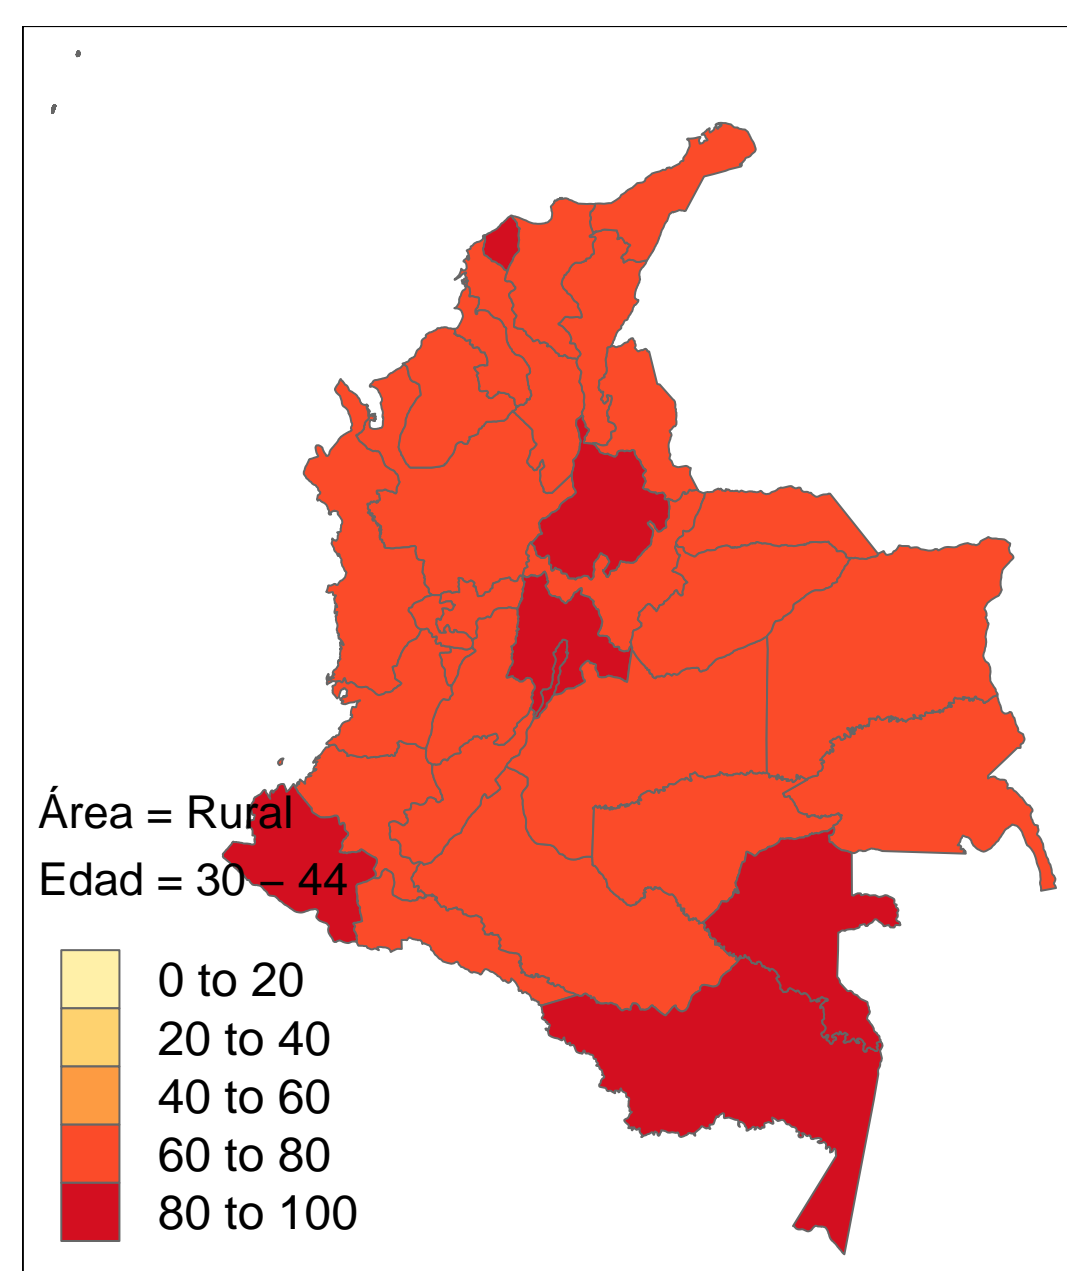 Área = Rural
Edad = 30 – 44
0 to 20
20 to 40
40 to 60
60 to 80
80 to 100